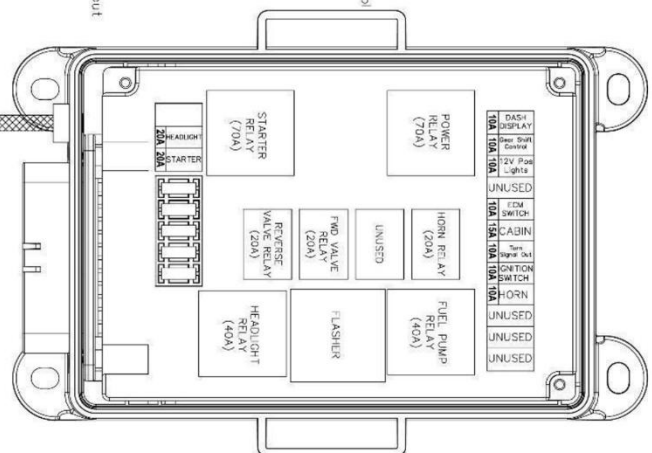 ut
ol
STARTER
RELAY
(70A)
POWER
RELAY
(70A)
20A HEADLIGHT
20A STARTER
REVERSE
VALVE RELAY
(20A)
FWD VALVE
RELAY
(20A)
UNUSED
HORN RELAY
(20A)
HEADLIGHT
RELAY
(40A)
FLASHER
FUEL PUMP
RELAY
(40A)
10A DASH
DISPLAY
10A Gear Shift
Control
10A 12V Pos
Lights
UNUSED
10A ECM
SWITCH
15A CABIN
10A Turn
Signal Out
10A IGNITION
SWITCH
10A HORN
UNUSED
UNUSED
UNUSED